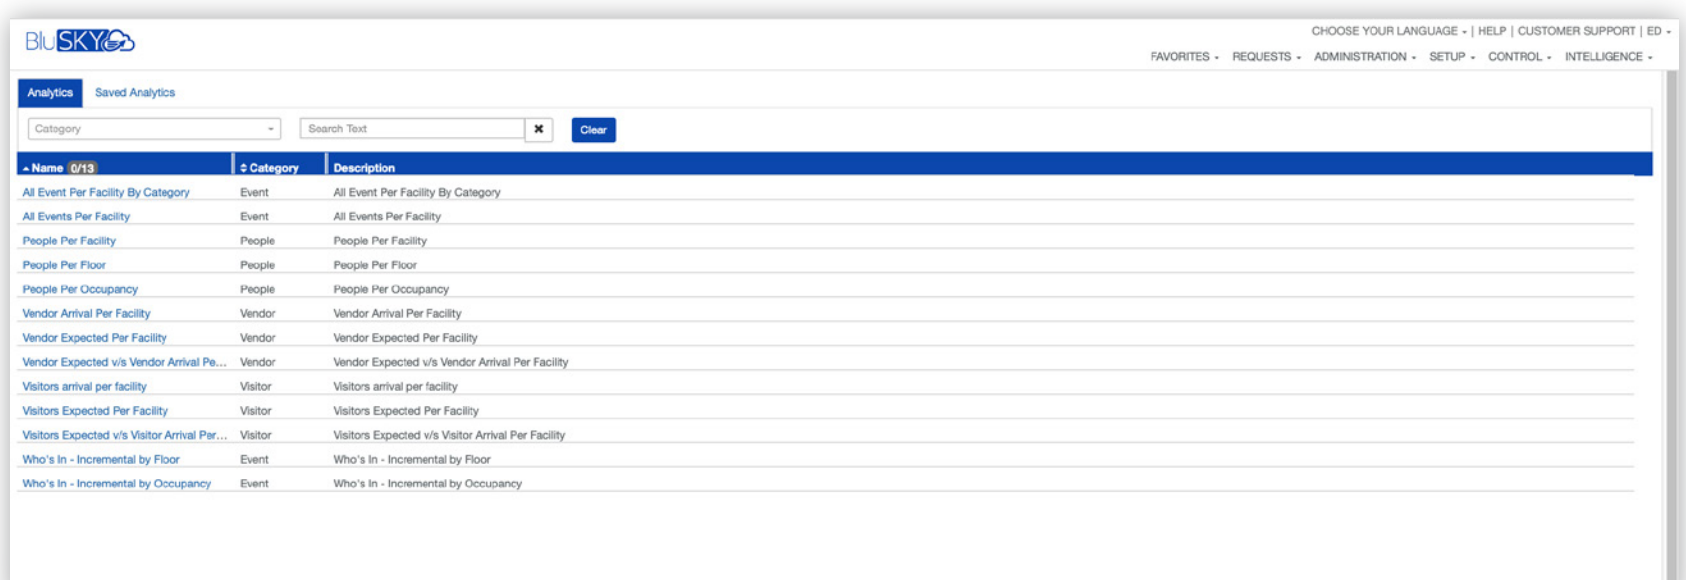 BluSKY
CHOOSE YOUR LANGUAGE | HELP | CUSTOMER SUPPORT | ED
FAVORITES REQUESTS ADMINISTRATION SETUP CONTROL INTELLIGENCE
Analytics Saved Analytics
Category Search Text Clear
Name 0/13 Category Description
All Event Per Facility By Category Event All Event Per Facility By Category
All Events Per Facility Event All Events Per Facility
People Per Facility People People Per Facility
People Per Floor People People Per Floor
People Per Occupancy People People Per Occupancy
Vendor Arrival Per Facility Vendor Vendor Arrival Per Facility
Vendor Expected Per Facility Vendor Vendor Expected Per Facility
Vendor Expected v/s Vendor Arrival Pe... Vendor Vendor Expected v/s Vendor Arrival Per Facility
Visitors arrival per facility Visitor Visitors arrival per facility
Visitors Expected Per Facility Visitor Visitors Expected Per Facility
Visitors Expected v/s Visitor Arrival Per... Visitor Visitors Expected v/s Visitor Arrival Per Facility
Who's In - Incremental by Floor Event Who's In - Incremental by Floor
Who's In - Incremental by Occupancy Event Who's In - Incremental by Occupancy